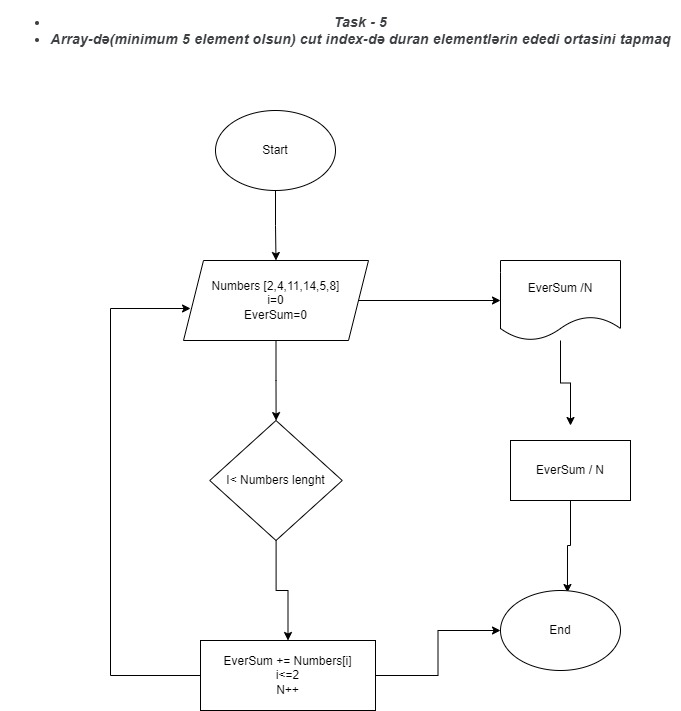 Task - 5
Array-də(minimum 5 element olsun) cut index-də duran elementlərin ededi ortasini tapmaq
Start
Numbers [2,4,11,14,5,8]
i=0
EverSum=0
EverSum /N
I< Numbers lenght
EverSum / N
EverSum += Numbers[i]
i<=2
N++
End